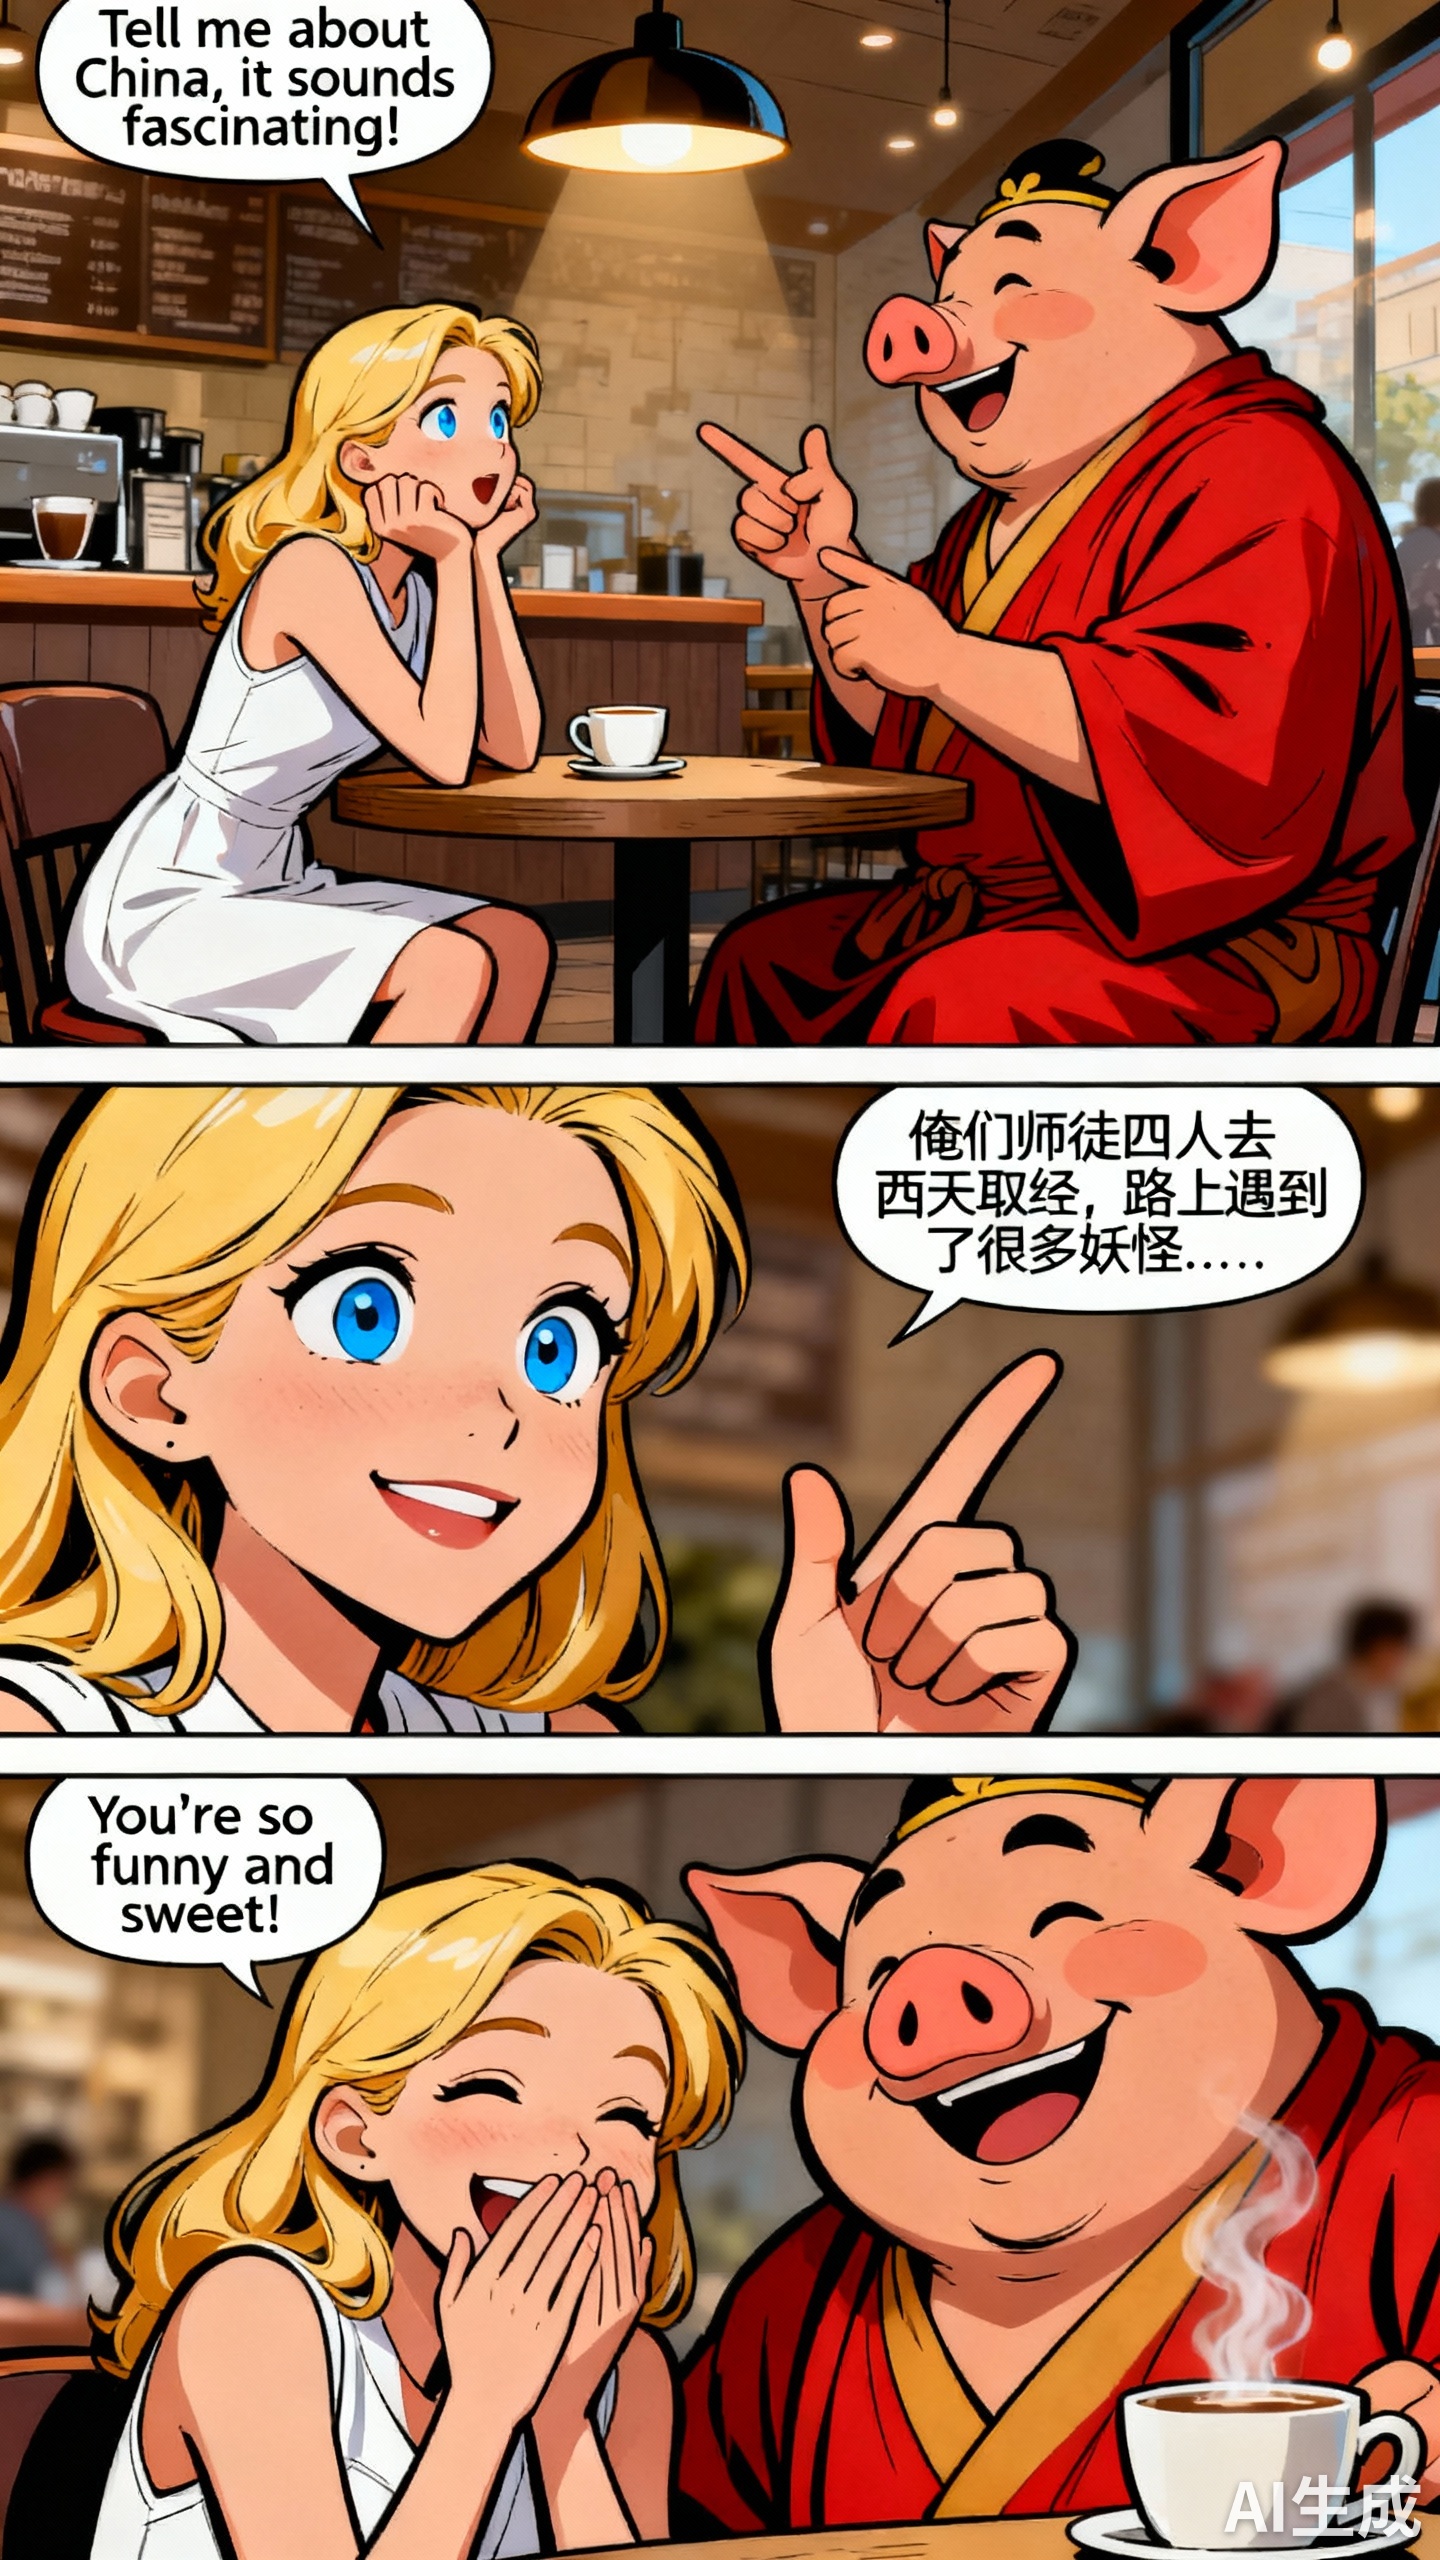 Tell me about
China, it sounds
fascinating!
俺们师徒四人去
西天取经，路上遇到
了很多妖怪.....
You're so
funny and
sweet!
AI生成